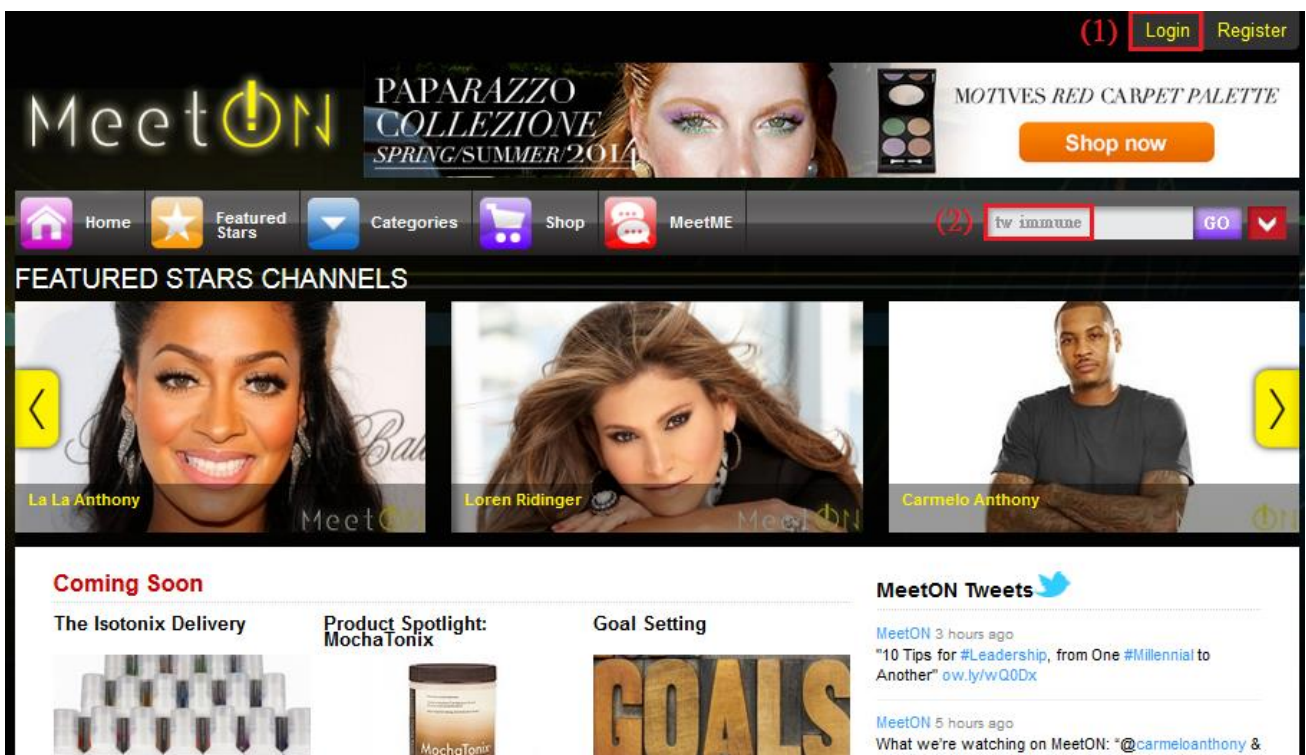 (1) Login Register
MeetON
PAPARAZZO
COLLEZIONE
SPRING/SUMMER/2014
MOTIVES RED CARPET PALETTE
Shop now
Home
Featured
Stars
Categories
Shop
MeetME
(2) tw immune GO
FEATURED STARS CHANNELS
La La Anthony
MeetON
Loren Ridinger
MeetON
Carmelo Anthony
Coming Soon
The Isotonix Delivery
Product Spotlight:
MochaTonix
MochaTonix
Goal Setting
GOALS
MeetON Tweets
MeetON 3 hours ago
"10 Tips for #Leadership, from One #Millennial to
Another" ow.ly/wQ0Dx
MeetON 5 hours ago
What we're watching on MeetON: "@carmeloanthony &